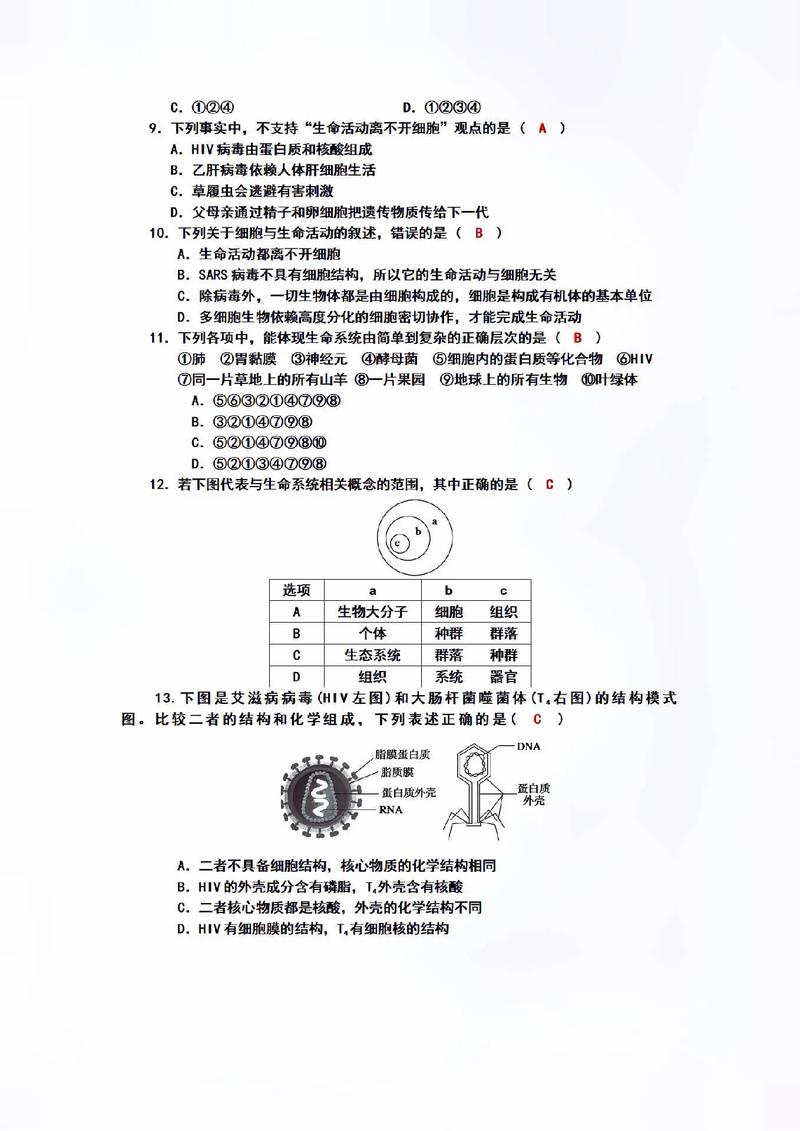 C. ①②④ D. ①②③④
9. 下列事实中，不支持“生命活动离不开细胞”观点的是（ A ）
A. HIV病毒由蛋白质和核酸组成
B. 乙肝病毒依赖人体肝细胞生活
C. 草履虫会逃避有害刺激
D. 父母亲通过精子和卵细胞把遗传物质传给下一代
10. 下列关于细胞与生命活动的叙述，错误的是（ B ）
A. 生命活动都离不开细胞
B. SARS病毒不具有细胞结构，所以它的生命活动与细胞无关
C. 除病毒外，一切生物体都是由细胞构成的，细胞是构成有机体的基本单位
D. 多细胞生物依赖高度分化的细胞密切协作，才能完成生命活动
11. 下列各项中，能体现生命系统由简单到复杂的正确层次的是（ B ）
①肺 ②胃黏膜 ③神经元 ④酵母菌 ⑤细胞内的蛋白质等化合物 ⑥HIV
⑦同一片草地上的所有山羊 ⑧一片果园 ⑨地球上的所有生物 ⑩叶绿体
A. ⑤⑥③②①④⑦⑨⑧
B. ③②①④⑦⑨⑧
C. ⑤②①④⑦⑨⑧⑩
D. ⑤②①③④⑦⑨⑧
12. 若下图代表与生命系统相关概念的范围，其中正确的是（ C ）
a
b
c
选项 a b c
A 生物大分子 细胞 组织
B 个体 种群 群落
C 生态系统 群落 种群
D 组织 系统 器官
13.下图是艾滋病病毒(HIV左图)和大肠杆菌噬菌体(T₄右图)的结构模式
图。比较二者的结构和化学组成，下列表述正确的是（ C ）
脂膜蛋白质
脂质膜
蛋白质外壳
RNA
DNA
蛋白质
外壳
A. 二者不具备细胞结构，核心物质的化学结构相同
B. HIV的外壳成分含有磷脂，T₄外壳含有核酸
C. 二者核心物质都是核酸，外壳的化学结构不同
D. HIV有细胞膜的结构，T₄有细胞核的结构